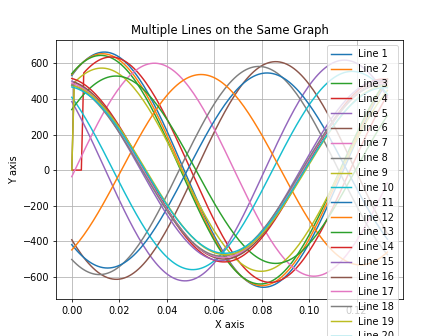 Multiple Lines on the Same Graph
Y axis
600
400
200
0
−200
−400
−600
0.00
0.02
0.04
0.06
0.08
0.10
X axis
Line 1
Line 2
Line 3
Line 4
Line 5
Line 6
Line 7
Line 8
Line 9
Line 10
Line 11
Line 12
Line 13
Line 14
Line 15
Line 16
Line 17
Line 18
Line 19
Line 20